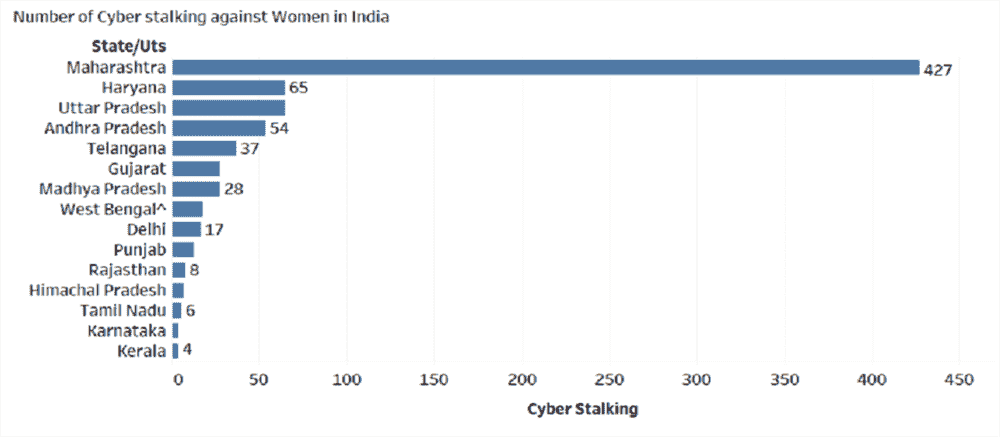 Number of Cyber stalking against Women in India
State/Uts
Maharashtra 427
Haryana 65
Uttar Pradesh
Andhra Pradesh 54
Telangana 37
Gujarat
Madhya Pradesh 28
West Bengal^
Delhi 17
Punjab
Rajasthan 8
Himachal Pradesh
Tamil Nadu 6
Karnataka
Kerala 4
0 50 100 150 200 250 300 350 400 450
Cyber Stalking